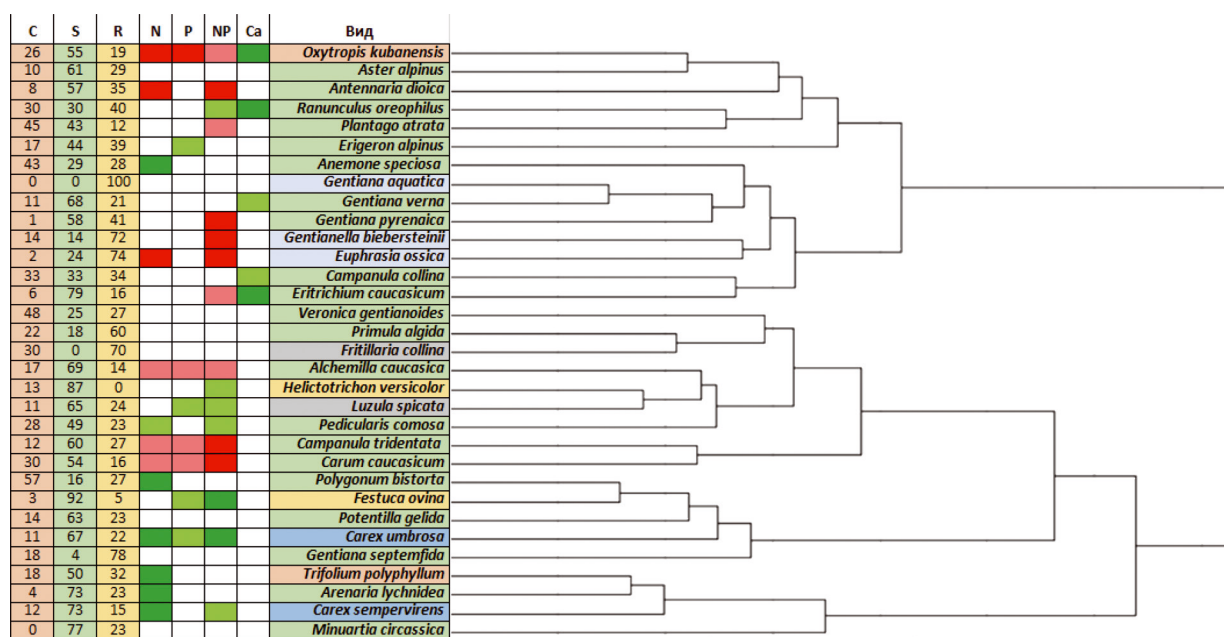 C S R N P NP Ca Вид
26 55 19 Oxytropis kubanensis
10 61 29 Aster alpinus
8 57 35 Antennaria dioica
30 30 40 Ranunculus oreophilus
45 43 12 Plantago atrata
17 44 39 Erigeron alpinus
43 29 28 Anemone speciosa
0 0 100 Gentiana aquatica
11 68 21 Gentiana verna
1 58 41 Gentiana pyrenaica
14 14 72 Gentianella biebersteinii
2 24 74 Euphrasia ossica
33 33 34 Campanula collina
6 79 16 Eritrichium caucasicum
48 25 27 Veronica gentianoides
22 18 60 Primula algida
30 0 70 Fritillaria collina
17 69 14 Alchemilla caucasica
13 87 0 Helictotrichon versicolor
11 65 24 Luzula spicata
28 49 23 Pedicularis comosa
12 60 27 Campanula tridentata
30 54 16 Carum caucasicum
57 16 27 Polygonum bistorta
3 92 5 Festuca ovina
14 63 23 Potentilla gelida
11 67 22 Carex umbrosa
18 4 78 Gentiana septemfida
18 50 32 Trifolium polyphyllum
4 73 23 Arenaria lychnidea
12 73 15 Carex sempervirens
0 77 23 Minuartia circassica